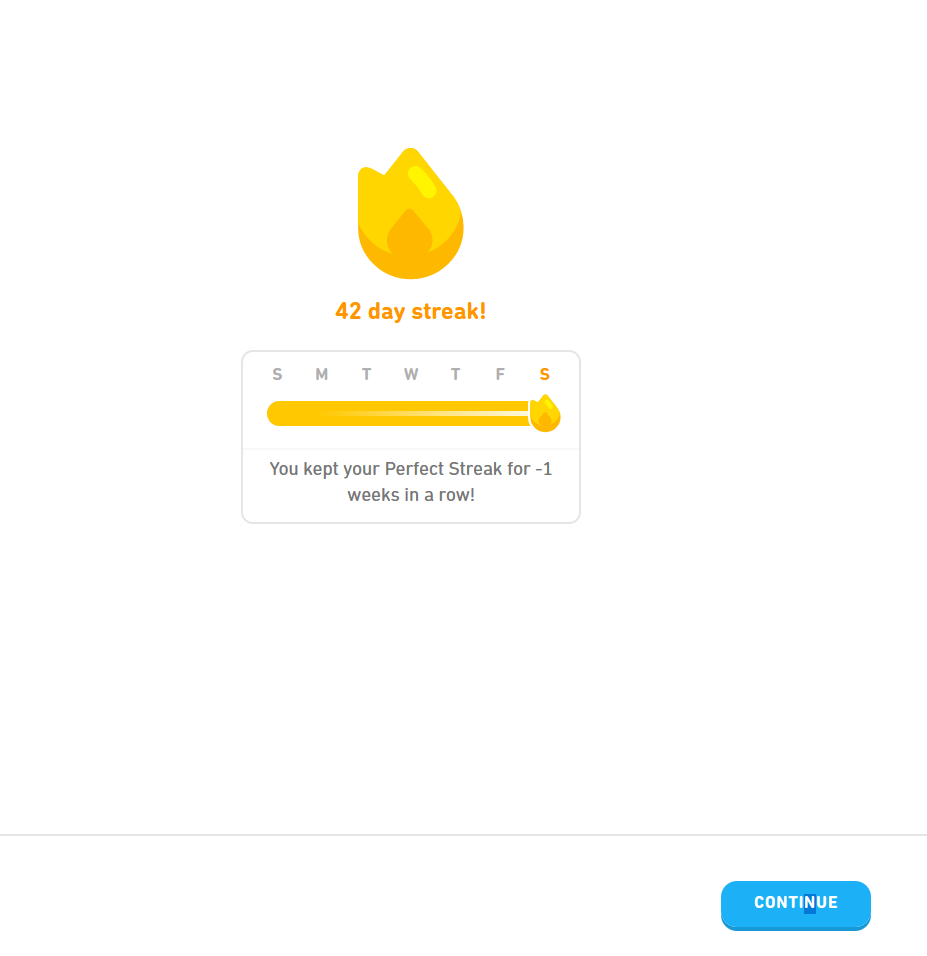 42 day streak!
S M T W T F S
You kept your Perfect Streak for -1
weeks in a row!
CONTINUE